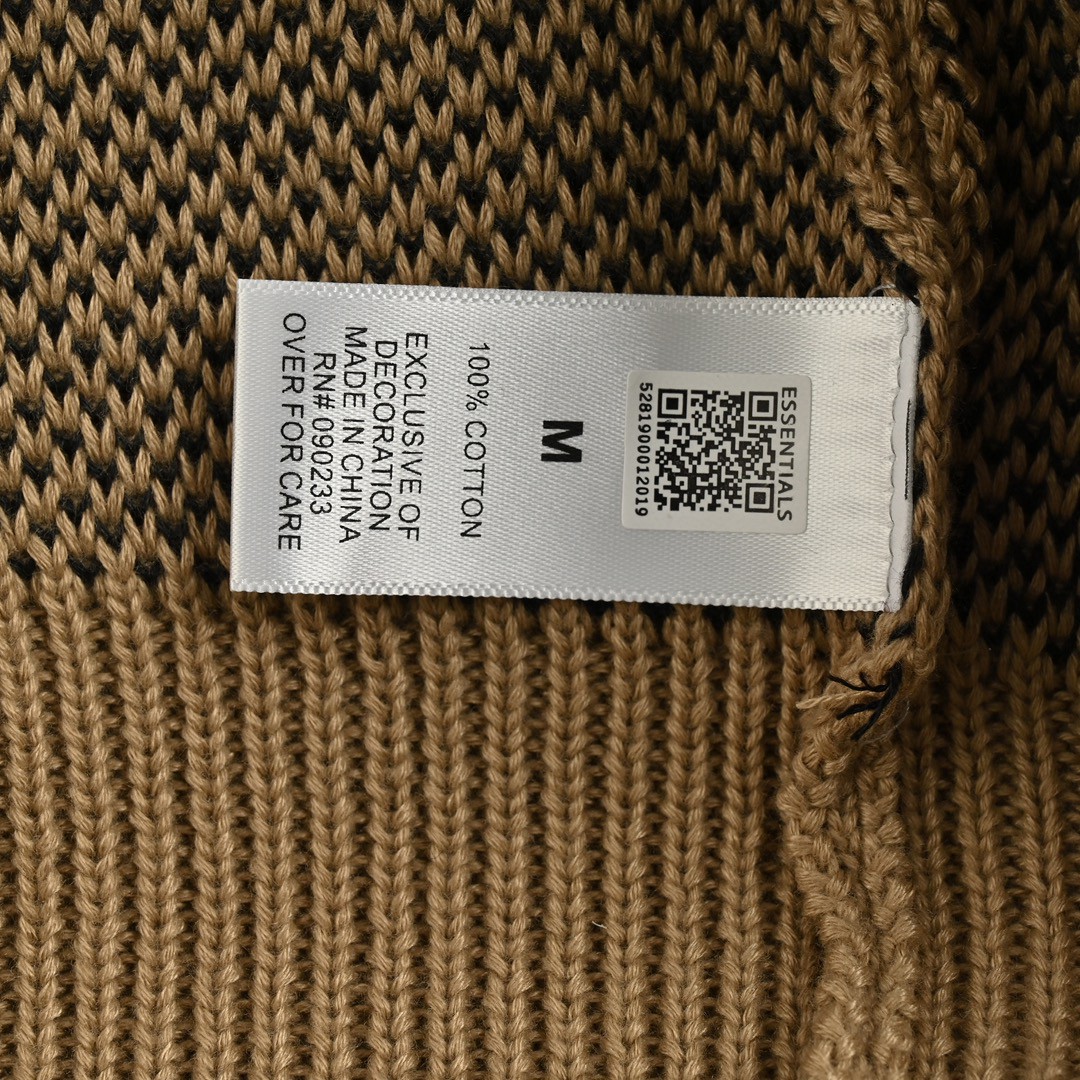 ESSENTIALS
5281900012019
M
100% COTTON
EXCLUSIVE OF
DECORATION
MADE IN CHINA
RN# 090233
OVER FOR CARE